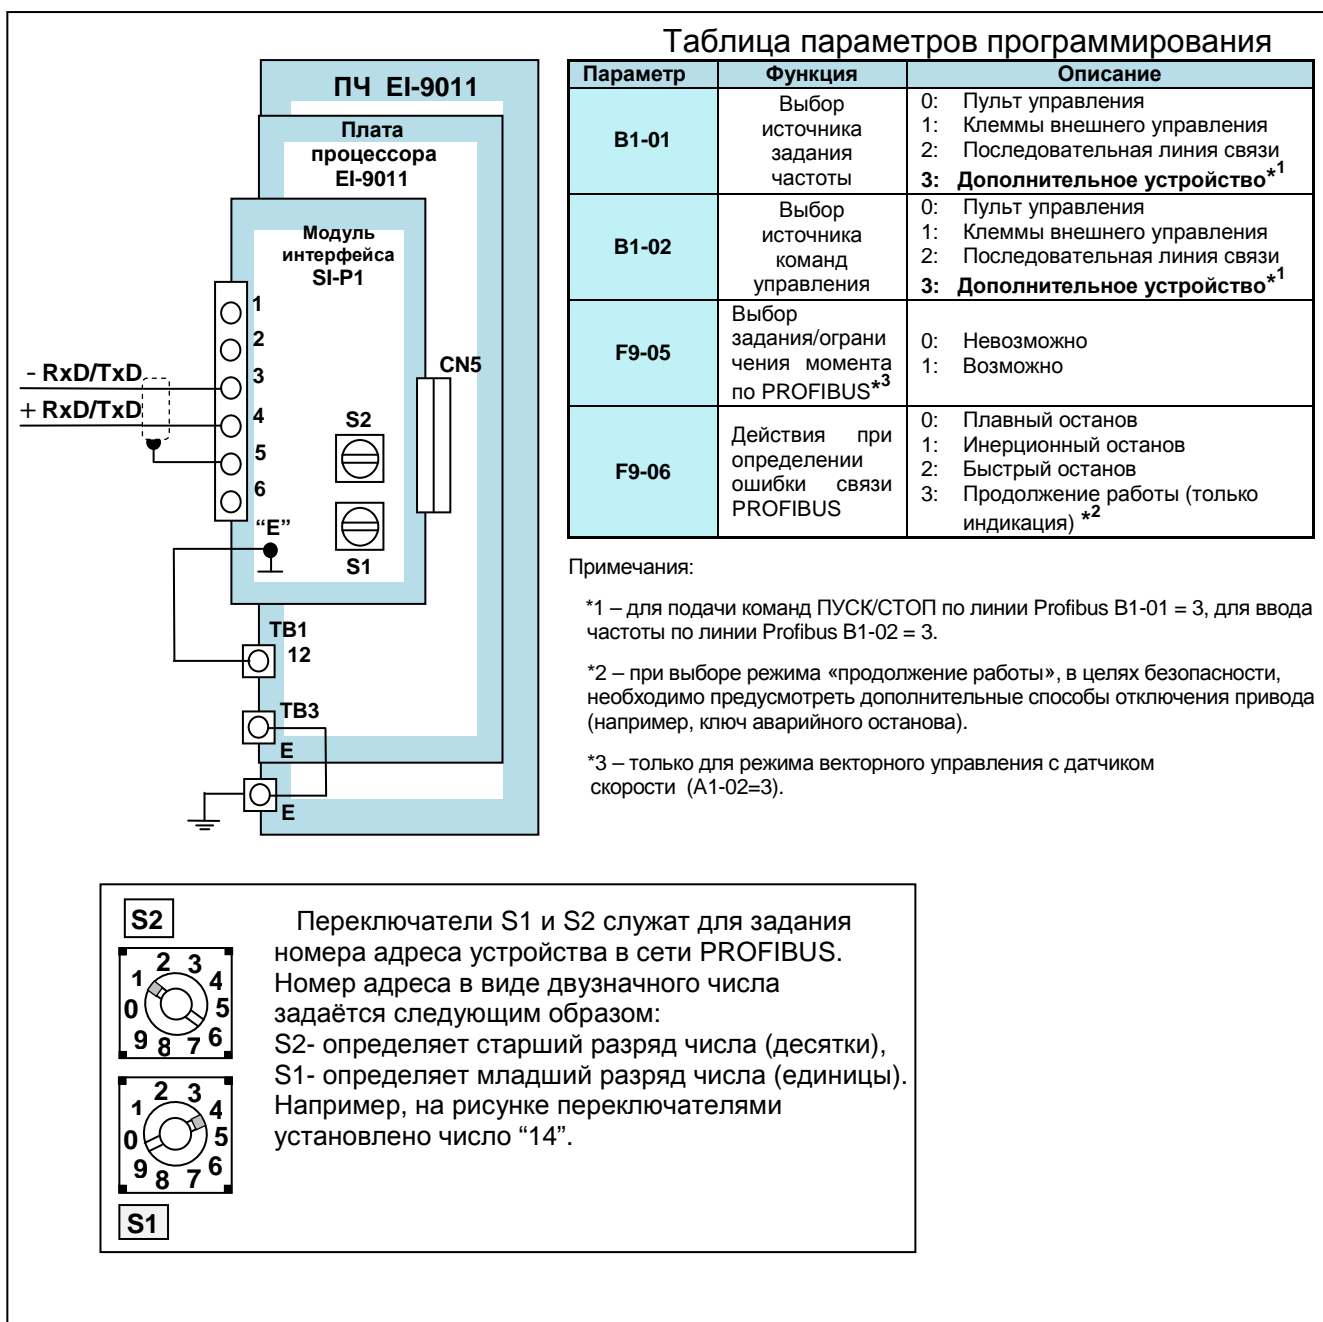 Таблица параметров программирования
ПЧ EI-9011
Плата
процессора
EI-9011
Модуль
интерфейса
SI-P1
1
2
3
4
5
6
- RxD/TxD
+ RxD/TxD
CN5
S2
S1
“E”
TB1
12
TB3
E
E
Параметр Функция Описание
B1-01
Выбор
источника
задания
частоты
0: Пульт управления
1: Клеммы внешнего управления
2: Последовательная линия связи
3: Дополнительное устройство*1
B1-02
Выбор
источника
команд
управления
0: Пульт управления
1: Клеммы внешнего управления
2: Последовательная линия связи
3: Дополнительное устройство*1
F9-05
Выбор
задания/ограни
чения момента
по PROFIBUS*3
0: Невозможно
1: Возможно
F9-06
Действия при
определении
ошибки связи
PROFIBUS
0: Плавный останов
1: Инерционный останов
2: Быстрый останов
3: Продолжение работы (только
индикация) *2
Примечания:
*1 – для подачи команд ПУСК/СТОП по линии Profibus B1-01 = 3, для ввода
частоты по линии Profibus B1-02 = 3.
*2 – при выборе режима «продолжение работы», в целях безопасности,
необходимо предусмотреть дополнительные способы отключения привода
(например, ключ аварийного останова).
*3 – только для режима векторного управления с датчиком
скорости (A1-02=3).
S2
0 1 2 3 4 5 6 7 8 9
0 1 2 3 4 5 6 7 8 9
S1
Переключатели S1 и S2 служат для задания
номера адреса устройства в сети PROFIBUS.
Номер адреса в виде двузначного числа
задаётся следующим образом:
S2- определяет старший разряд числа (десятки),
S1- определяет младший разряд числа (единицы).
Например, на рисунке переключателями
установлено число “14”.